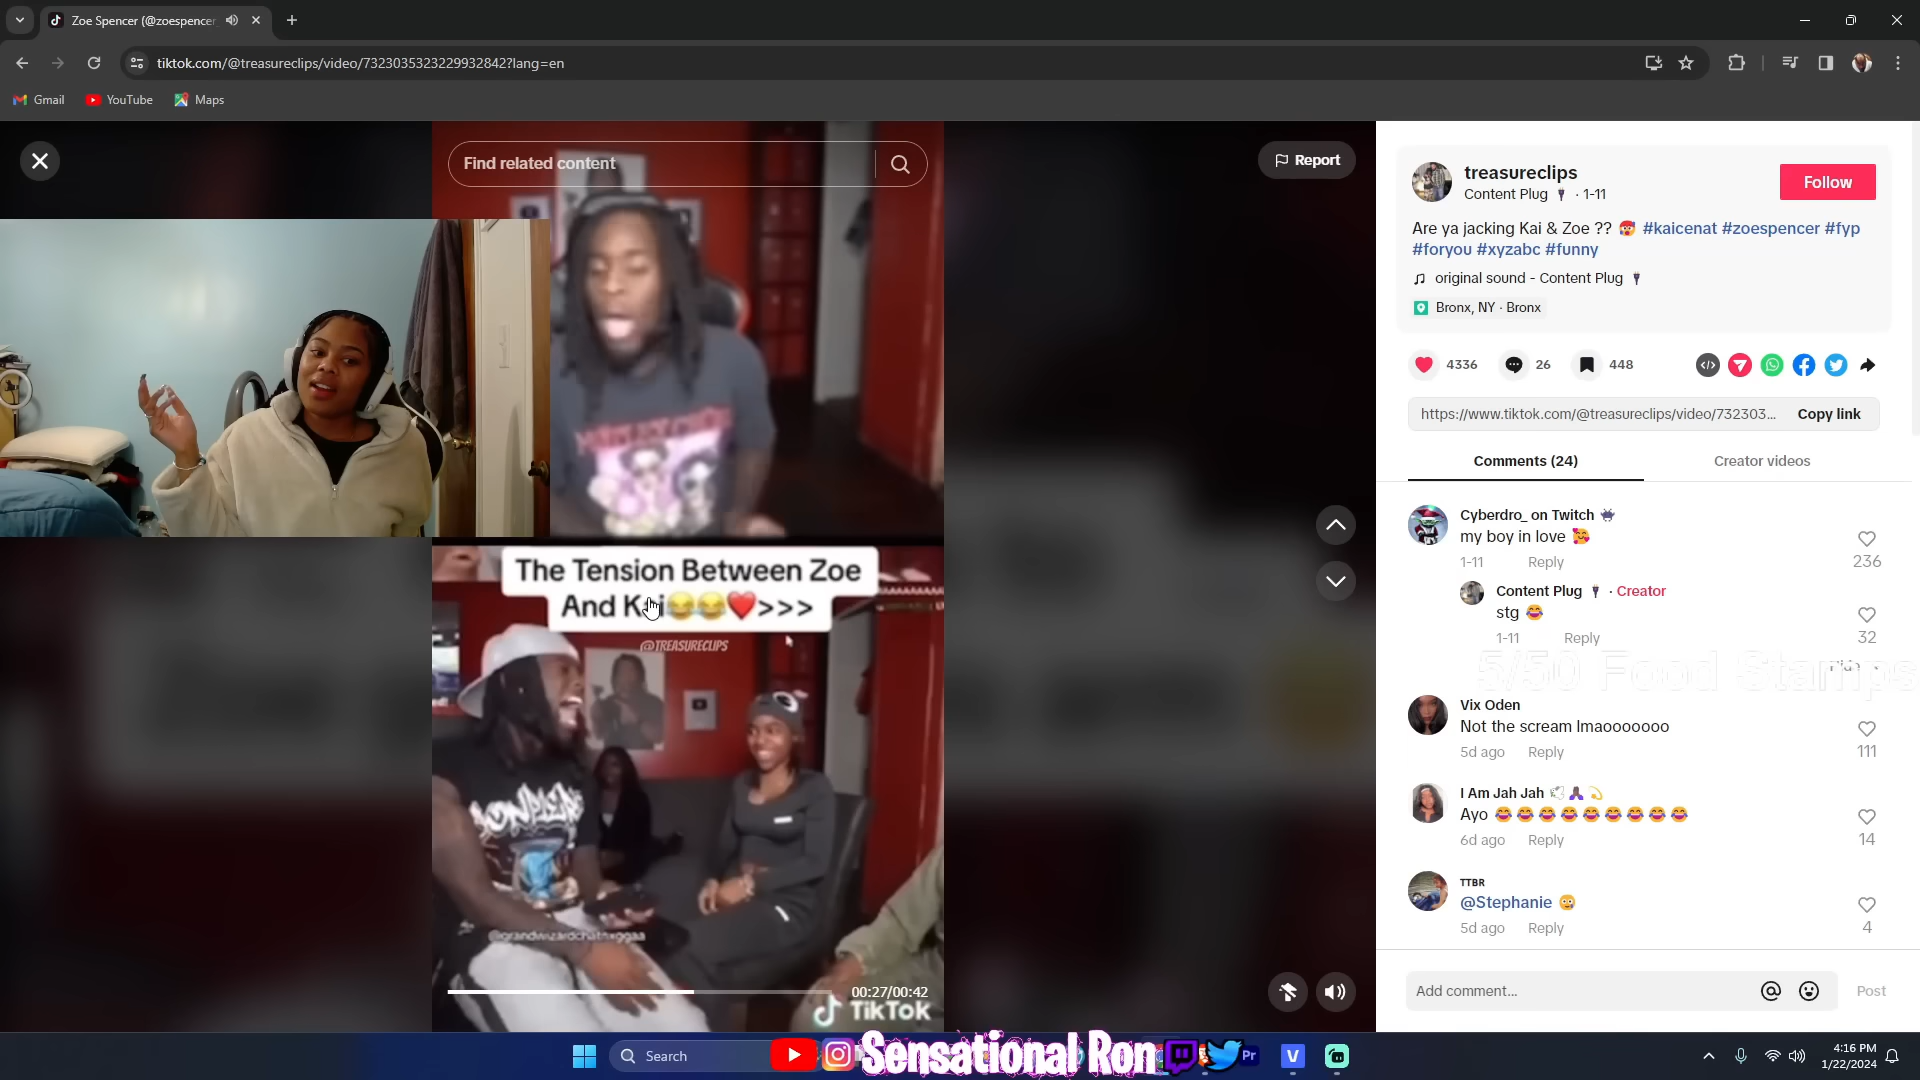 Zoe Spencer (@zoespencer
tiktok.com/@treasureclips/video/7323035323229932842?lang=en
Gmail
YouTube
Maps
Find related content
Report
The Tension Between Zoe
And Kai😂😂❤️>>>
@TREASURECLIPS
00:27/00:42
TikTok
treasureclips
Content Plug 🌂 · 1-11
Follow
Are ya jacking Kai & Zoe ?? 🥵 #kaicenat #zoespencer #fyp
#foryou #xyzabc #funny
original sound - Content Plug 🌂
Bronx, NY · Bronx
4336
26
448
https://www.tiktok.com/@treasureclips/video/732303...
Copy link
Comments (24)
Creator videos
Cyberdro_ on Twitch 👾
my boy in love 🥰
1-11
Reply
236
Content Plug 🌂 · Creator
stg 😂
1-11
Reply
32
5/50 Food Stamps
Vix Oden
Not the scream lmaooooooo
5d ago
Reply
111
I Am Jah Jah
Ayo 😂😂😂😂😂😂😂😂😂
6d ago
Reply
14
TTBR
@Stephanie 😳
5d ago
Reply
4
Add comment...
Post
Search
Sensational Ron
Pr
V
4:16 PM
1/22/2024